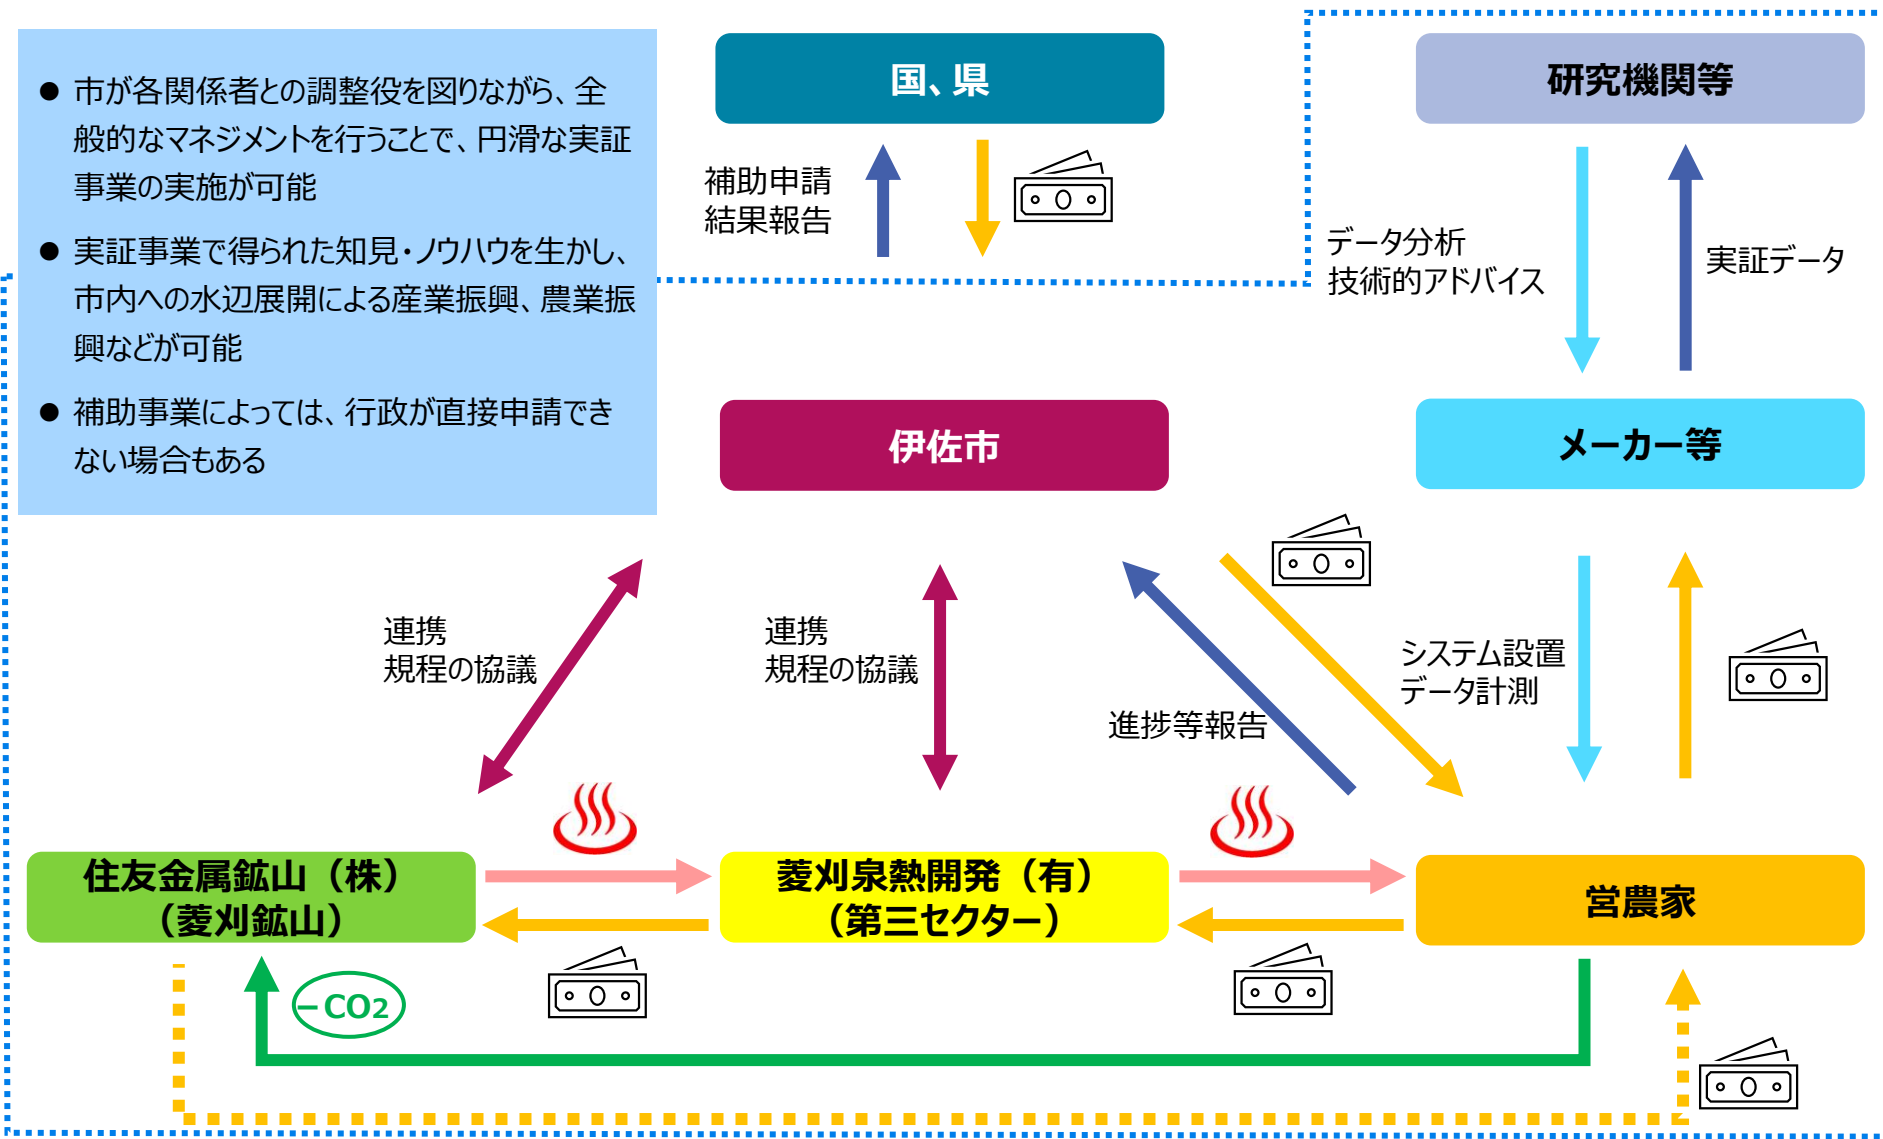 ● 市が各関係者との調整役を図りながら、全
般的なマネジメントを行うことで、円滑な実証
事業の実施が可能
● 実証事業で得られた知見・ノウハウを生かし、
市内への水辺展開による産業振興、農業振
興などが可能
● 補助事業によっては、行政が直接申請でき
ない場合もある
国、県
研究機関等
補助申請
結果報告
データ分析
技術的アドバイス
実証データ
伊佐市
メーカー等
連携
規程の協議
連携
規程の協議
進捗等報告
システム設置
データ計測
住友金属鉱山（株）
（菱刈鉱山）
菱刈泉熱開発（有）
（第三セクター）
営農家
－CO2